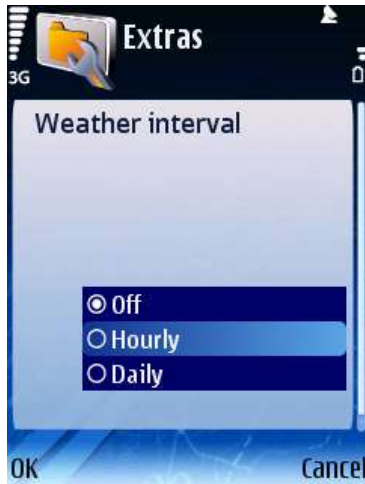 Extras
3G
Weather interval
Off
Hourly
Daily
OK Cancel